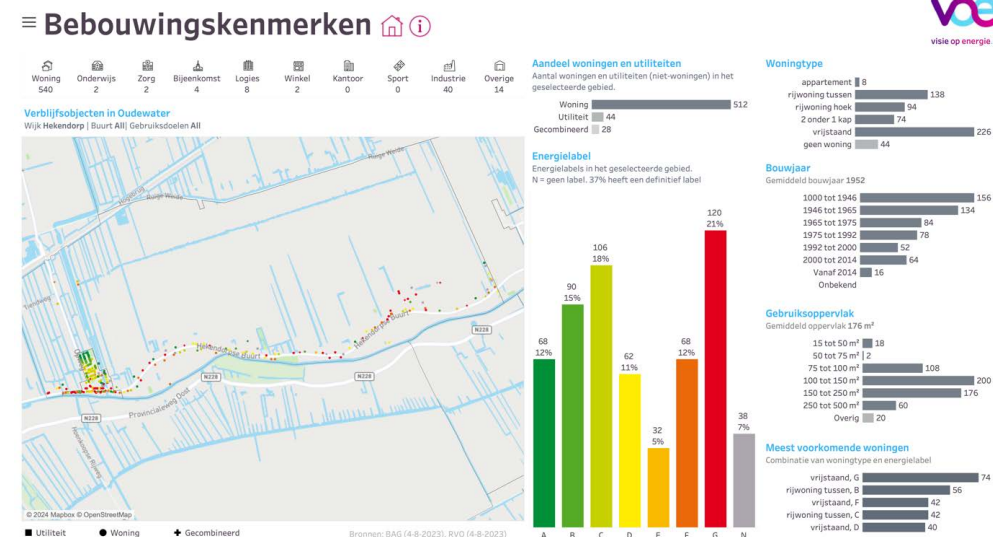 Bebouwingskenmerken
voe
visie op energie
Woning Onderwijs Zorg Bijeenkomst Logies Winkel Kantoor Sport Industrie Overige
540 2 2 4 8 2 0 0 40 14
Verblijfsobjecten in Oudewater
Wijk Hekendorp | Buurt All| Gebruiksdoelen All
Ruige Weide
Ruige Weide
N228
N228
N228
N228
Provincialeweg Oost
© 2024 Mapbox © OpenStreetMap
Utiliteit Woning Gecombineerd
Bronnen: BAG (4-8-2023), RVO (4-8-2023)
Aandeel woningen en utiliteiten
Aantal woningen en utiliteiten (niet-woningen) in het
geselecteerde gebied.
Woning 512
Utiliteit 44
Gecombineerd 28
Energielabel
Energielabels in het geselecteerde gebied.
N = geen label. 37% heeft een definitief label
68
12%
90
15%
106
18%
62
11%
32
5%
68
12%
120
21%
38
7%
A B C D E F G N
Woningtype
appartement 8
rijwoning tussen 138
rijwoning hoek 94
2 onder 1 kap 74
vrijstaand 226
geen woning 44
Bouwjaar
Gemiddeld bouwjaar 1952
1000 tot 1946 156
1946 tot 1965 134
1965 tot 1975 84
1975 tot 1992 78
1992 tot 2000 52
2000 tot 2014 64
Vanaf 2014 16
Onbekend
Gebruiksoppervlak
Gemiddeld oppervlak 176 m²
15 tot 50 m² 18
50 tot 75 m² 2
75 tot 100 m² 108
100 tot 150 m² 200
150 tot 250 m² 176
250 tot 500 m² 60
Overig 20
Meest voorkomende woningen
Combinatie van woningtype en energielabel
vrijstaand, G 74
rijwoning tussen, B 56
vrijstaand, F 42
rijwoning tussen, C 42
vrijstaand, D 40